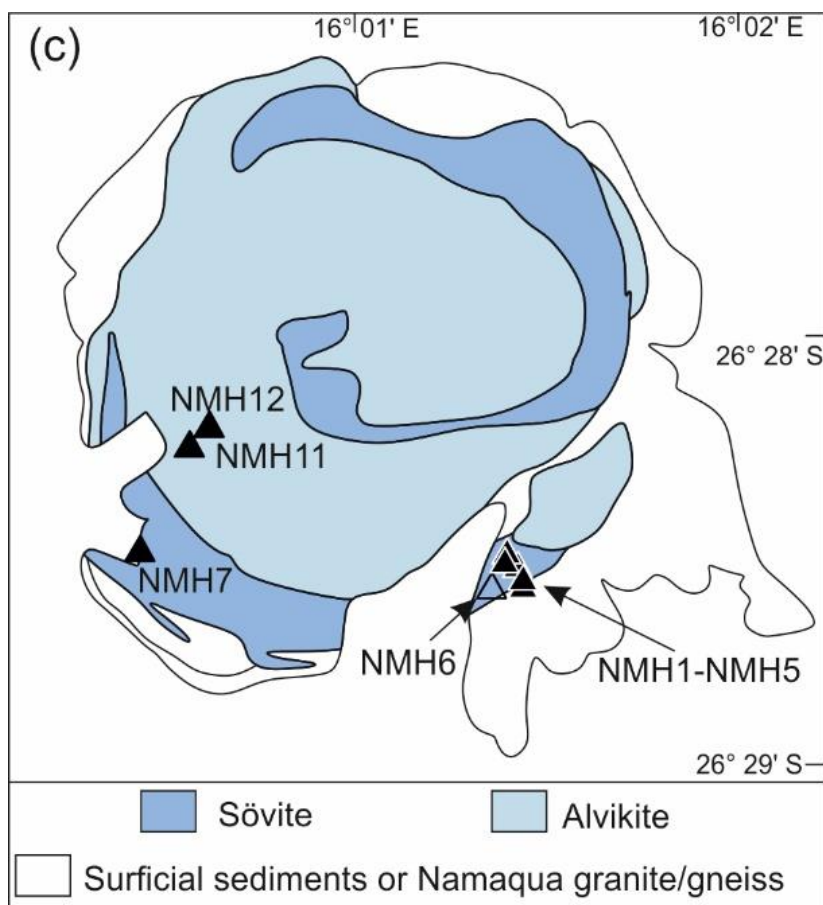 (c)
16° 01' E
16° 02' E
26° 28' S
NMH12
NMH11
NMH7
NMH6
NMH1-NMH5
26° 29' S
Sövite
Alvikite
Surficial sediments or Namaqua granite/gneiss